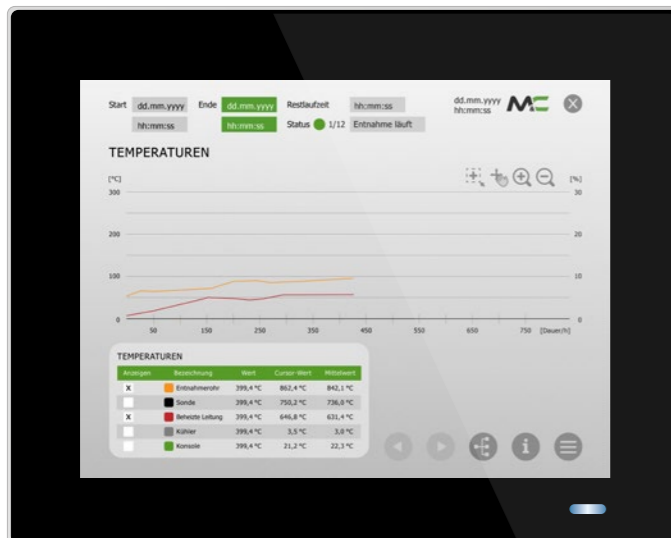 Start dd.mm.yyyy Ende dd.mm.yyyy Restlaufzeit hh:mm:ss dd.mm.yyyy MC
hh:mm:ss
hh:mm:ss hh:mm:ss Status 1/12 Entnahme läuft
TEMPERATUREN
[°C] [%]
300 30
200 20
100 10
0 0
50 150 250 350 450 550 650 750 [Dauer/h]
TEMPERATUREN
Anzeigen Bezeichnung Wert Cursor-Wert Mittelwert
X Entnahmerohr 399,4 °C 862,4 °C 842,1 °C
Sonde 399,4 °C 750,2 °C 736,0 °C
X Beheizte Leitung 399,4 °C 646,8 °C 631,4 °C
Kühler 399,4 °C 3,5 °C 3,0 °C
Konsole 399,4 °C 21,2 °C 22,3 °C